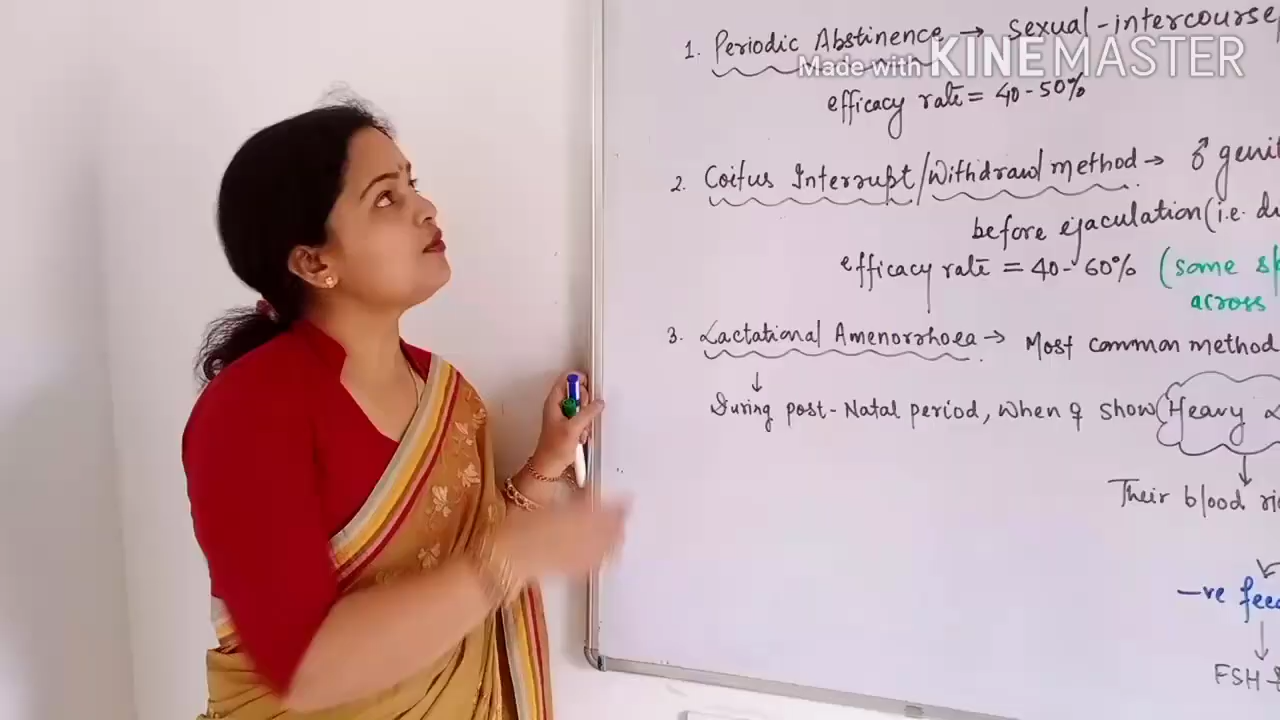 1. Periodic Abstinence → sexual-intercourse
Made with KINEMASTER
efficacy rate = 40-50%
2. Coitus Interrupt/Withdrawl method → ♂ genit
before ejaculation (i.e. du
efficacy rate = 40-60% (some sp
across
3. Lactational Amenorrhoea → Most common method
↓
During post-Natal period, when ♀ show Heavy
↓
Their blood
-ve feed
↓
FSH